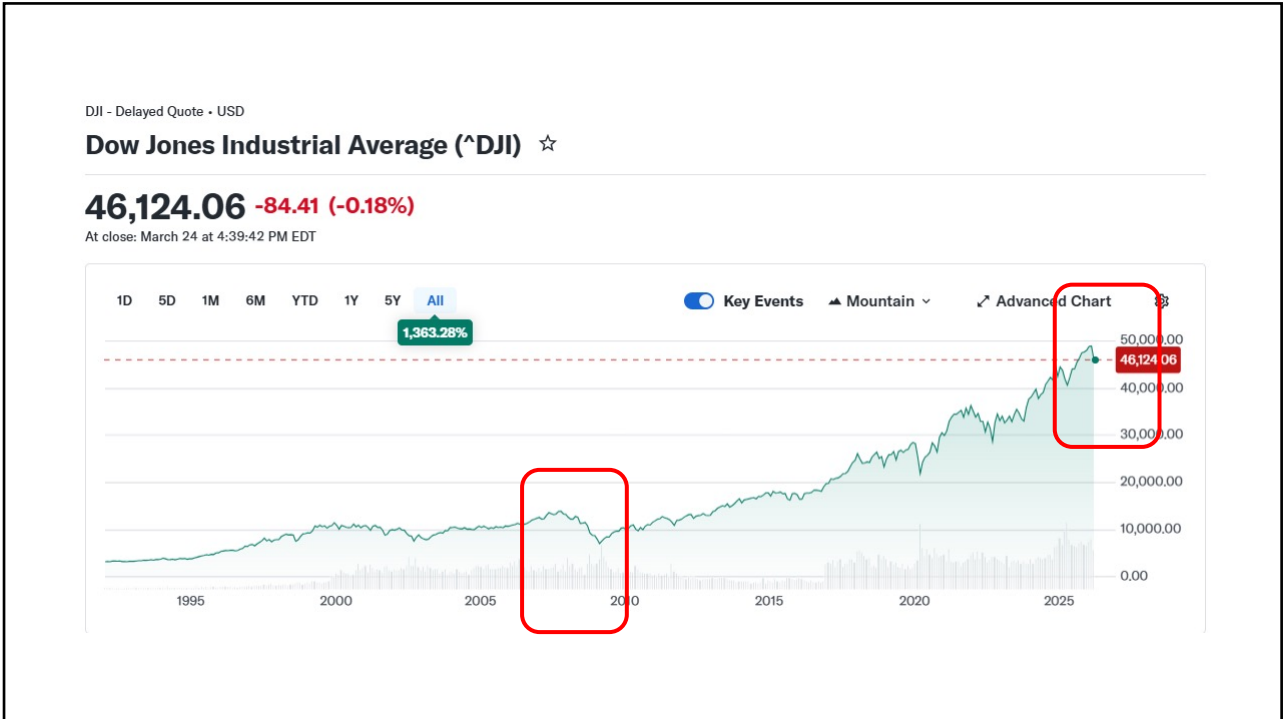 DJI - Delayed Quote • USD
Dow Jones Industrial Average (^DJI)
46,124.06 -84.41 (-0.18%)
At close: March 24 at 4:39:42 PM EDT
1D 5D 1M 6M YTD 1Y 5Y All Key Events Mountain Advanced Chart
1,363.28%
50,000.00
46,124.06
40,000.00
30,000.00
20,000.00
10,000.00
0.00
1995 2000 2005 2010 2015 2020 2025